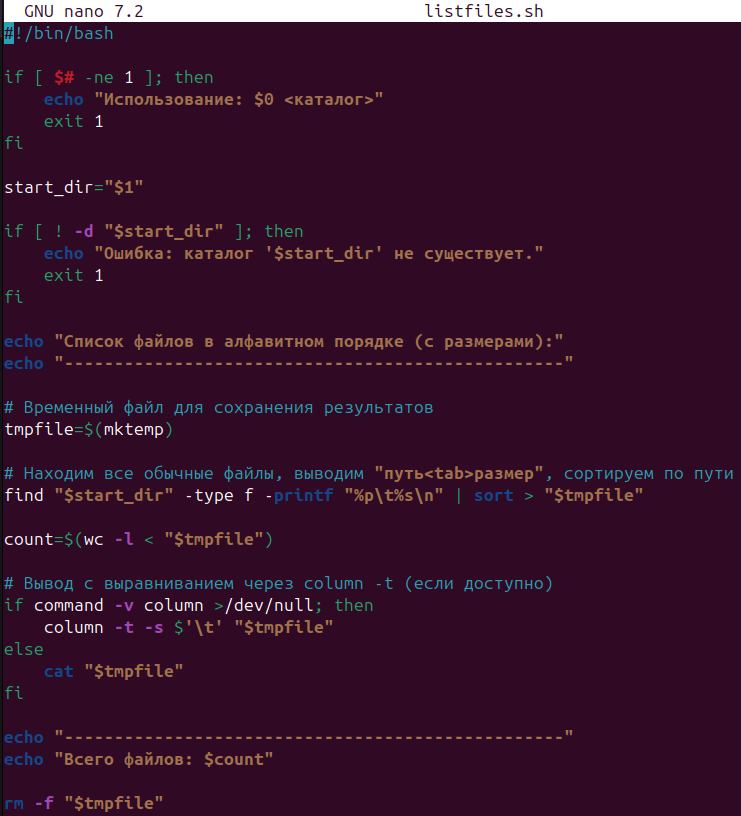 GNU nano 7.2 listfiles.sh
#!/bin/bash
if [ $# -ne 1 ]; then
    echo "Использование: $0 <каталог>"
    exit 1
fi
start_dir="$1"
if [ ! -d "$start_dir" ]; then
    echo "Ошибка: каталог '$start_dir' не существует."
    exit 1
fi
echo "Список файлов в алфавитном порядке (с размерами):"
echo "--------------------------------------------------"
# Временный файл для сохранения результатов
tmpfile=$(mktemp)
# Находим все обычные файлы, выводим "путь<tab>размер", сортируем по пути
find "$start_dir" -type f -printf "%p\t%s\n" | sort > "$tmpfile"
count=$(wc -l < "$tmpfile")
# Вывод с выравниванием через column -t (если доступно)
if command -v column >/dev/null; then
    column -t -s $'\t' "$tmpfile"
else
    cat "$tmpfile"
fi
echo "--------------------------------------------------"
echo "Всего файлов: $count"
rm -f "$tmpfile"